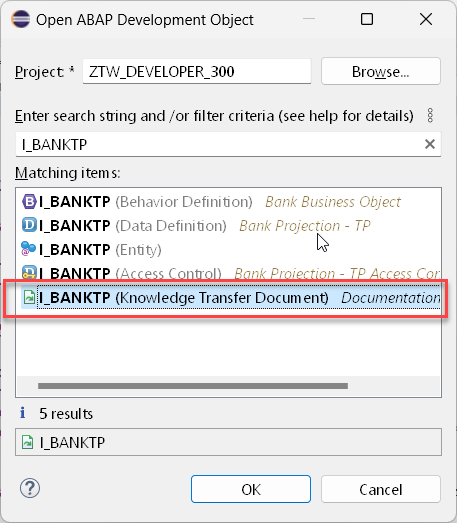 Open ABAP Development Object
Project: * ZTW_DEVELOPER_300 Browse...
Enter search string and /or filter criteria (see help for details)
I_BANKTP
Matching items:
I_BANKTP (Behavior Definition) Bank Business Object
I_BANKTP (Data Definition) Bank Projection - TP
I_BANKTP (Entity)
I_BANKTP (Access Control) Bank Projection - TP Access Cor
I_BANKTP (Knowledge Transfer Document) Documentation
5 results
I_BANKTP
OK Cancel